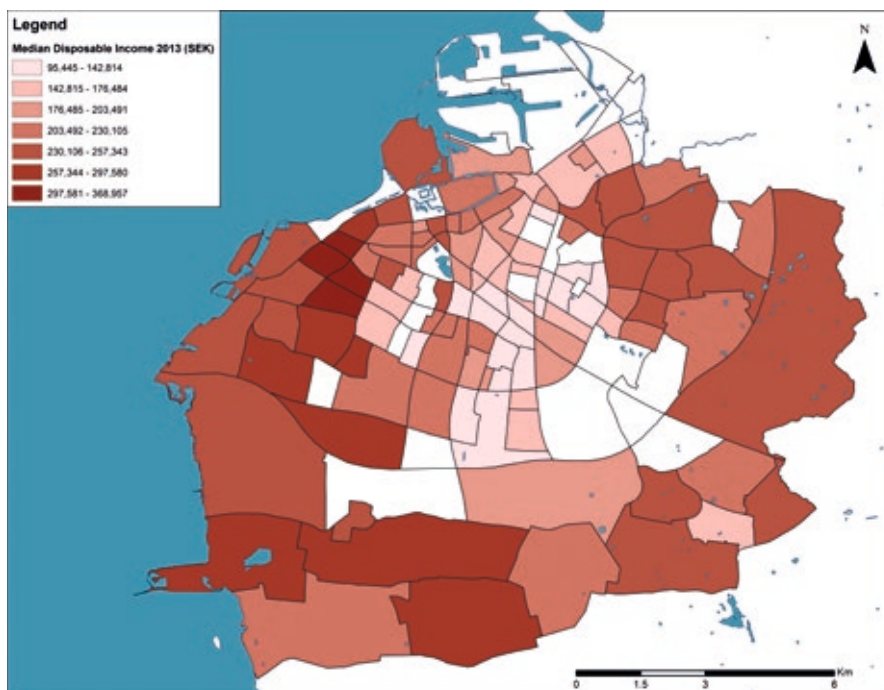 Legend
Median Disposable Income 2013 (SEK)
95,445 - 142,814
142,815 - 176,484
176,485 - 203,491
203,492 - 230,105
230,106 - 257,343
257,344 - 297,580
297,581 - 368,957
N
Km
0 1.5 3 6